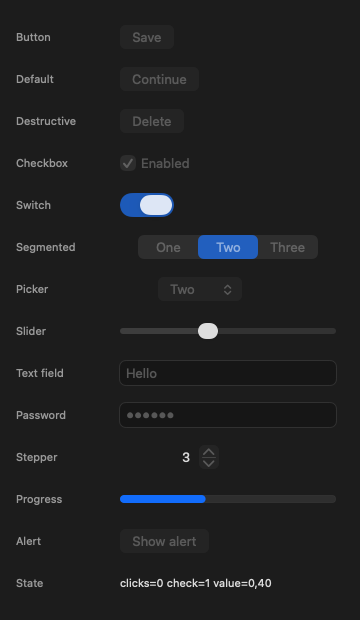 Button Save
Default Continue
Destructive Delete
Checkbox Enabled
Switch
Segmented One Two Three
Picker Two
Slider
Text field Hello
Password ●●●●●●
Stepper 3
Progress
Alert Show alert
State clicks=0 check=1 value=0,40